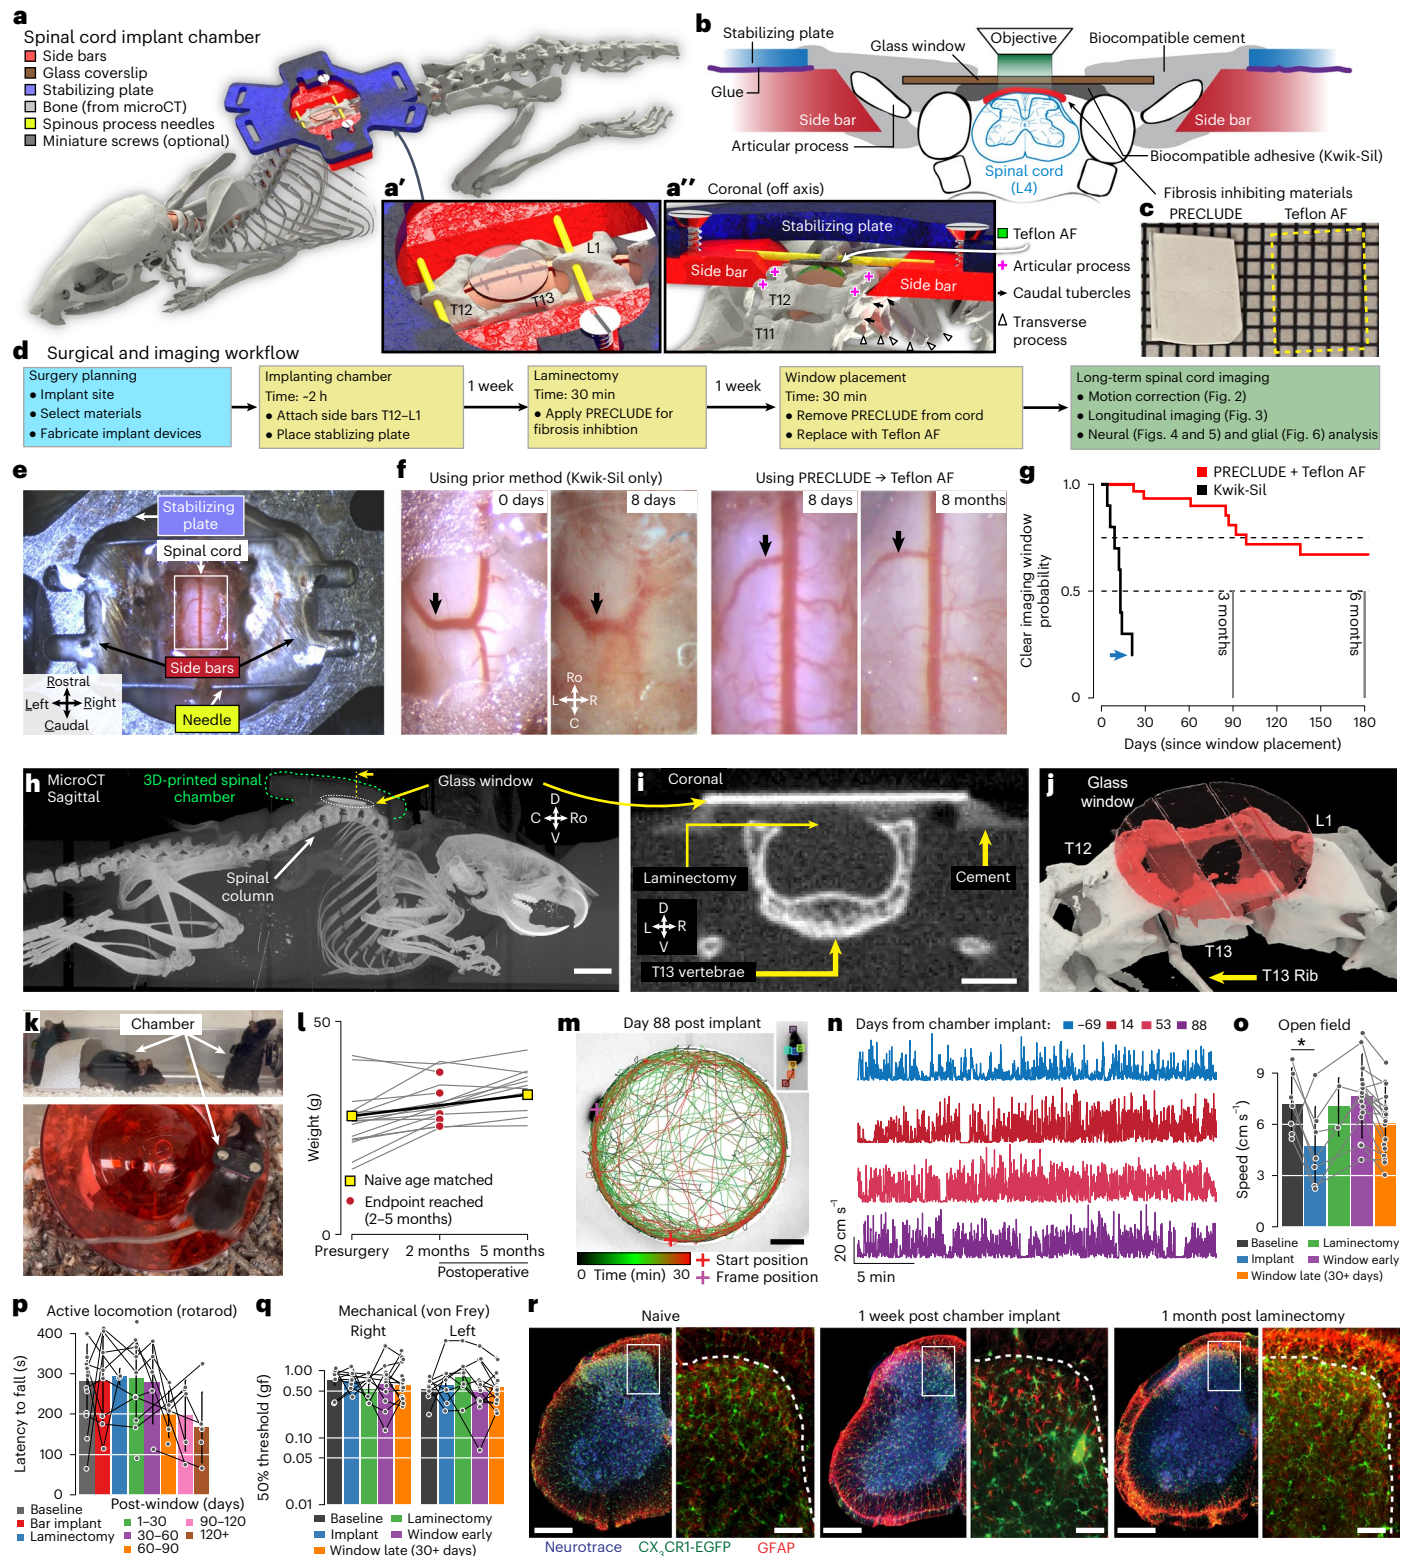 a
Spinal cord implant chamber
Side bars
Glass coverslip
Stabilizing plate
Bone (from microCT)
Spinous process needles
Miniature screws (optional)
a′
L1
T13
T12
a″
Coronal (off axis)
Stabilizing plate
Side bar
Side bar
T12
T11
Teflon AF
Articular process
Caudal tubercles
Transverse
process
b
Stabilizing plate
Glass window
Objective
Biocompatible cement
Glue
Side bar
Side bar
Articular process
Spinal cord
(L4)
Biocompatible adhesive (Kwik-Sil)
Fibrosis inhibiting materials
c
PRECLUDE
Teflon AF
d
Surgical and imaging workflow
Surgery planning
● Implant site
● Select materials
● Fabricate implant devices
Implanting chamber
Time: ~2 h
● Attach side bars T12–L1
● Place stablizing plate
1 week
Laminectomy
Time: 30 min
● Apply PRECLUDE for
fibrosis inhibtion
1 week
Window placement
Time: 30 min
● Remove PRECLUDE from cord
● Replace with Teflon AF
Long-term spinal cord imaging
● Motion correction (Fig. 2)
● Longitudinal imaging (Fig. 3)
● Neural (Figs. 4 and 5) and glial (Fig. 6) analysis
e
Stabilizing
plate
Spinal cord
Side bars
Needle
Rostral
Left
Right
Caudal
f
Using prior method (Kwik-Sil only)
0 days
8 days
Ro
L
R
C
Using PRECLUDE → Teflon AF
8 days
8 months
g
PRECLUDE + Teflon AF
Kwik-Sil
Clear imaging window
probability
1.0
0.5
0
3 months
6 months
0 30 60 90 120 150 180
Days (since window placement)
h
MicroCT
Sagittal
3D-printed spinal
chamber
Glass window
D
C
Ro
V
Spinal
column
i
Coronal
Laminectomy
Cement
D
L
R
V
T13 vertebrae
j
Glass
window
L1
T12
T13
T13 Rib
k
Chamber
l
50
Weight (g)
0
Naive age matched
Endpoint reached
(2–5 months)
Presurgery 2 months 5 months
Postoperative
m
Day 88 post implant
0 Time (min) 30
Start position
Frame position
n
Days from chamber implant: –69 14 53 88
20 cm s⁻¹
5 min
o
Open field
*
Speed (cm s⁻¹)
9
6
3
0
Baseline
Laminectomy
Implant
Window early
Window late (30+ days)
p
Active locomotion (rotarod)
Latency to fall (s)
400
300
200
100
0
Baseline
Bar implant
Laminectomy
Post-window (days)
1–30
30–60
60–90
90–120
120+
q
Mechanical (von Frey)
Right
Left
50% threshold (gf)
1.00
0.50
0.10
0.05
0.01
Baseline
Laminectomy
Implant
Window early
Window late (30+ days)
r
Naive
1 week post chamber implant
1 month post laminectomy
Neurotrace
CX₃CR1-EGFP
GFAP